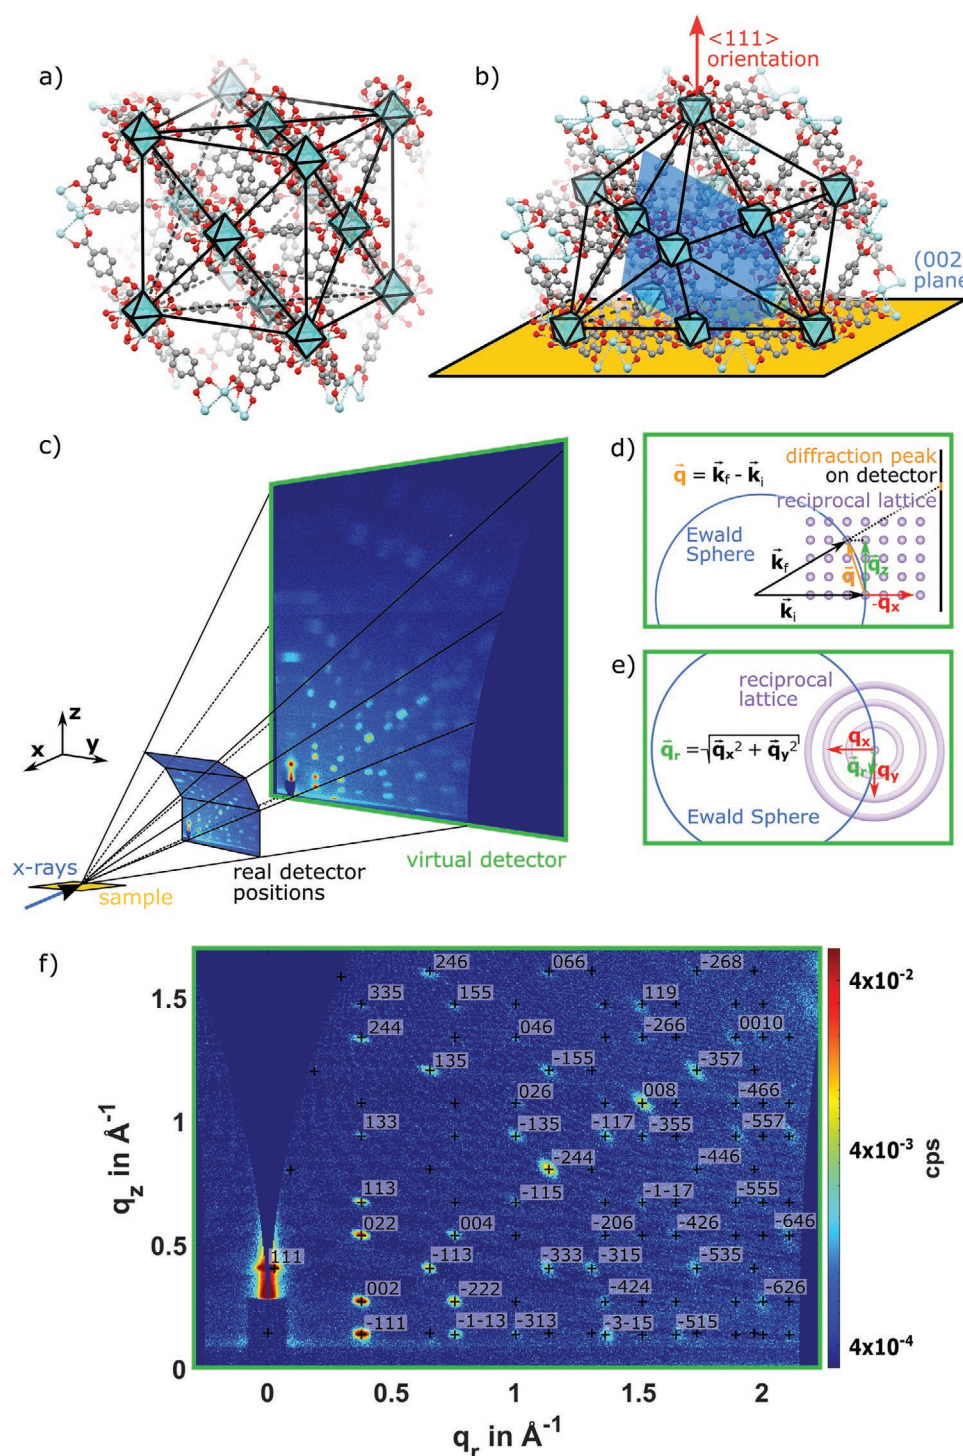 a)
b)
<111>
orientation
(002
plane
c)
z
x
y
x-rays
sample
real detector
positions
virtual detector
d)
q = k_f - k_i
diffraction peak
on detector
reciprocal lattice
Ewald
Sphere
k_f
q
q_z
k_i
-q_x
e)
reciprocal
lattice
q_r = √q_x² + q_y²
q_x
q_r
q_y
Ewald Sphere
f)
246 066 -268
335 155 119
244 046 -266 0010
135 -155 -357
026 008 -466
133 -135 -117 -355 -557
-244 -446
113 -115 -1-17 -555
022 004 -206 -426 -646
111 -113 -333 -315 -535
002 -222 -424 -626
-111 -1-13 -313 -3-15 -515
1.5
1
0.5
0
q_z in Å⁻¹
0 0.5 1 1.5 2
q_r in Å⁻¹
4x10⁻²
4x10⁻³
4x10⁻⁴
cps